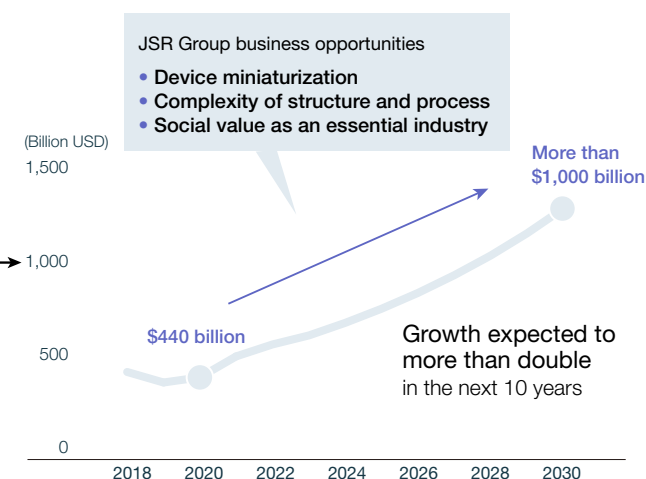 JSR Group business opportunities
• Device miniaturization
• Complexity of structure and process
• Social value as an essential industry
(Billion USD)
1,500
1,000
500
0
More than
$1,000 billion
$440 billion
Growth expected to
more than double
in the next 10 years
2018 2020 2022 2024 2026 2028 2030